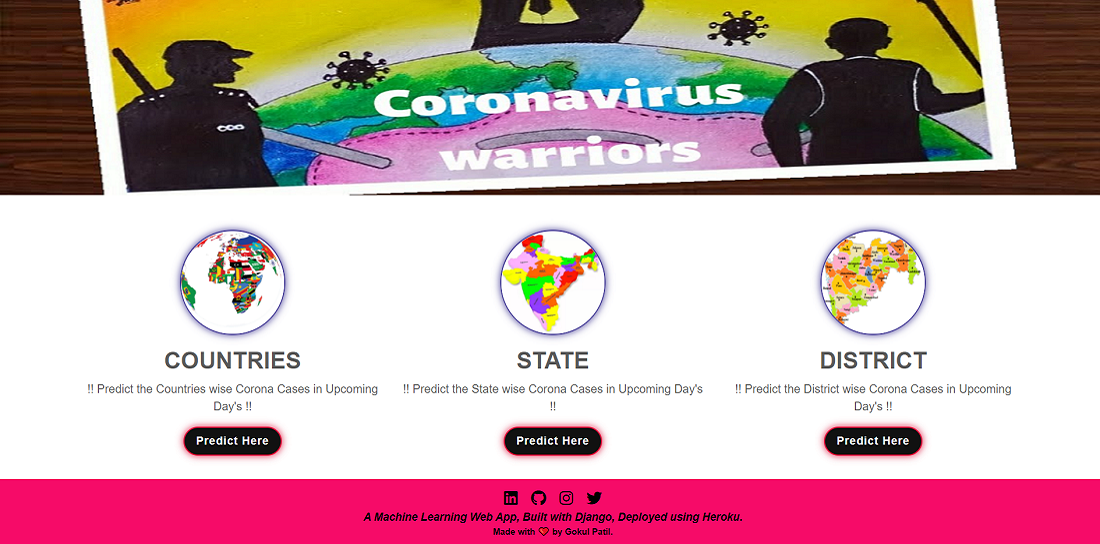 Coronavirus
warriors
COUNTRIES
!! Predict the Countries wise Corona Cases in Upcoming
Day's !!
Predict Here
STATE
!! Predict the State wise Corona Cases in Upcoming Day's
!!
Predict Here
DISTRICT
!! Predict the District wise Corona Cases in Upcoming
Day's !!
Predict Here
A Machine Learning Web App, Built with Django, Deployed using Heroku.
Made with by Gokul Patil.